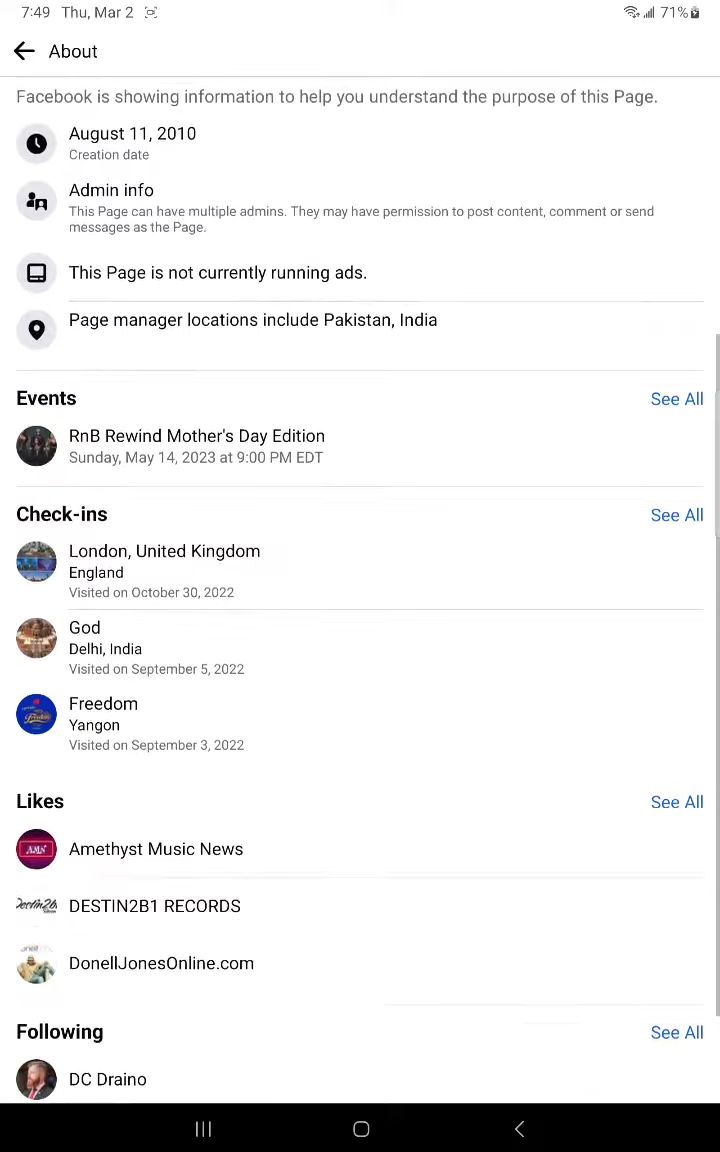 7:49 Thu, Mar 2 71%
About
Facebook is showing information to help you understand the purpose of this Page.
August 11, 2010
Creation date
Admin info
This Page can have multiple admins. They may have permission to post content, comment or send
messages as the Page.
This Page is not currently running ads.
Page manager locations include Pakistan, India
Events See All
RnB Rewind Mother's Day Edition
Sunday, May 14, 2023 at 9:00 PM EDT
Check-ins See All
London, United Kingdom
England
Visited on October 30, 2022
God
Delhi, India
Visited on September 5, 2022
Freedom
Yangon
Visited on September 3, 2022
Likes See All
AMN
Amethyst Music News
DESTIN2B1 RECORDS
DonellJonesOnline.com
Following See All
DC Draino